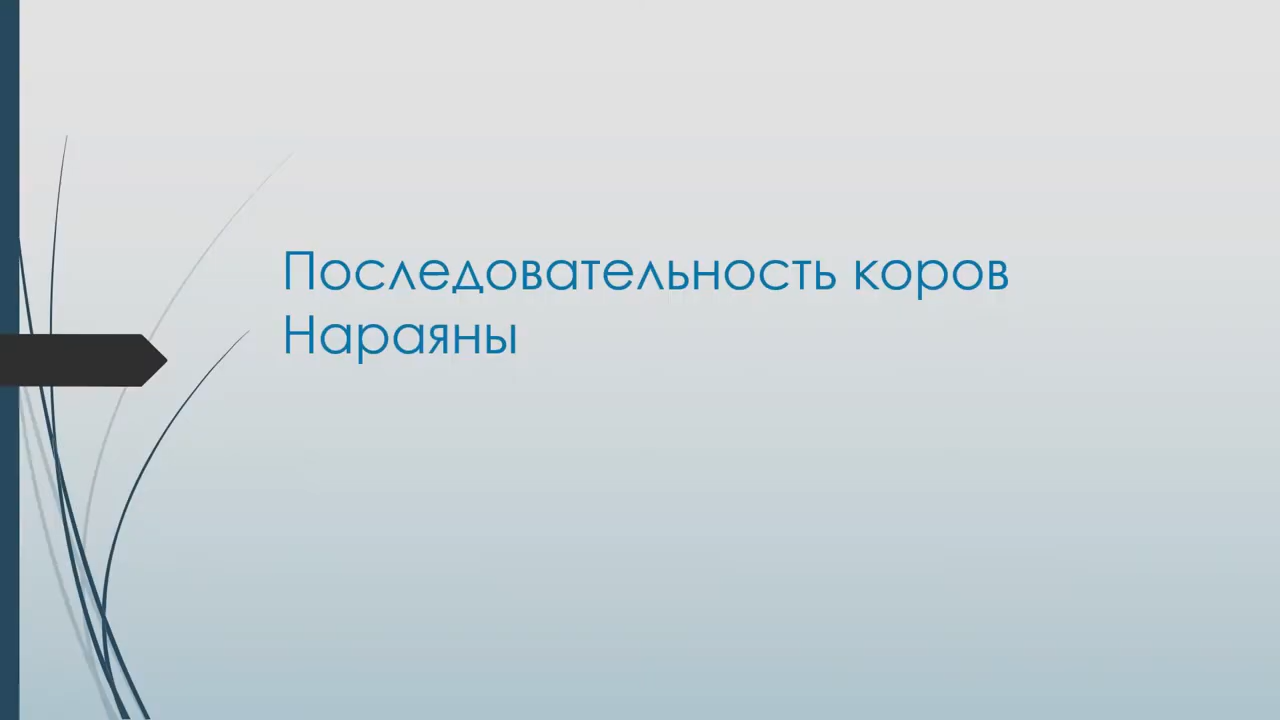 Последовательность коров
Нараяны